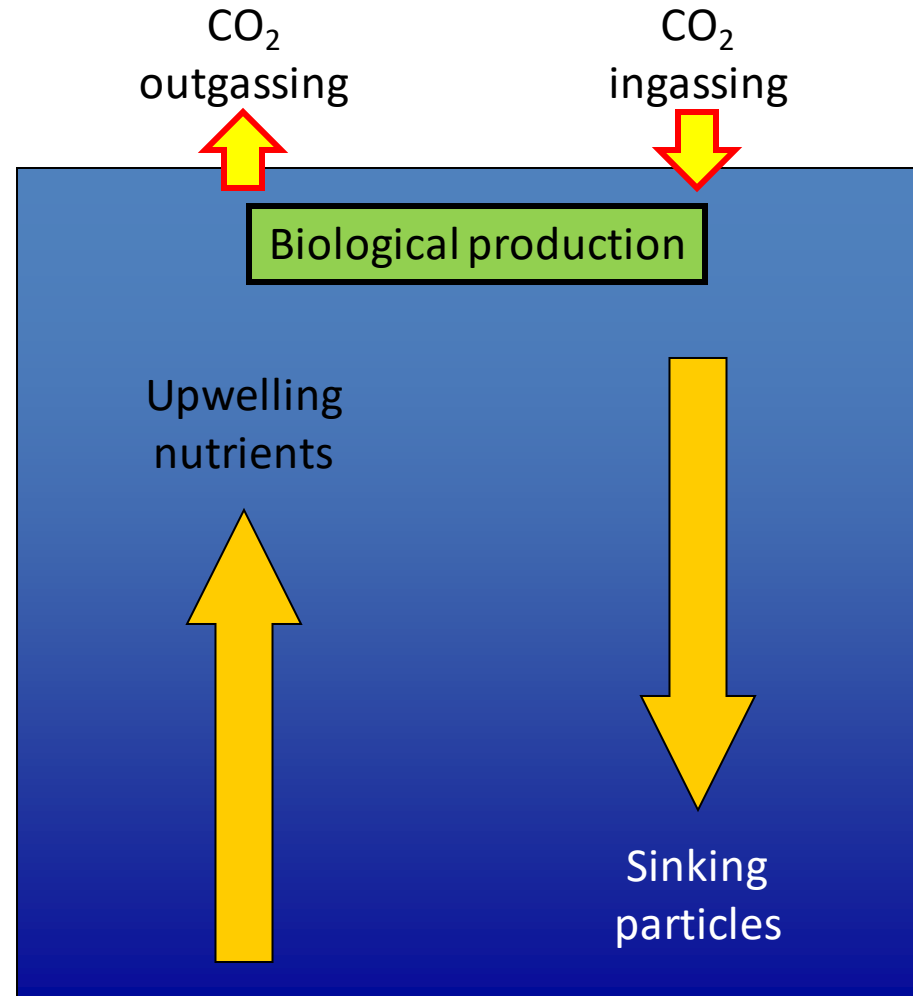 CO₂
outgassing
CO₂
ingassing
Biological production
Upwelling
nutrients
Sinking
particles